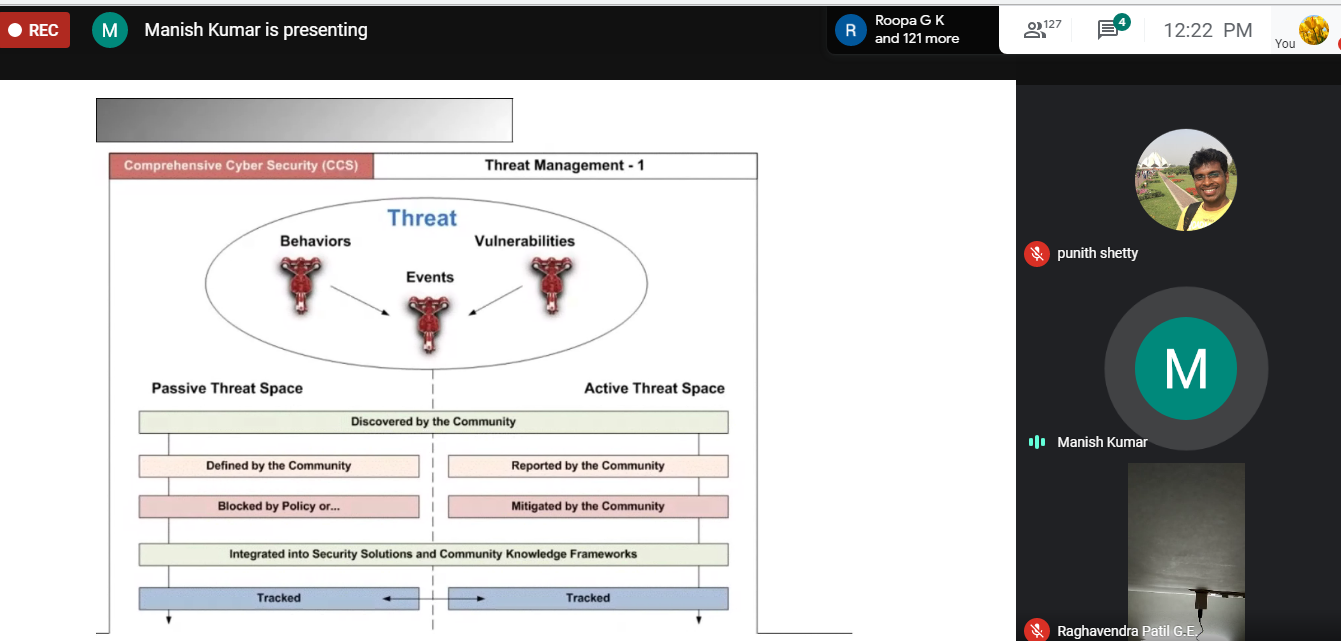 REC
M
Manish Kumar is presenting
R
Roopa G K
and 121 more
127
4
12:22 PM
You
Comprehensive Cyber Security (CCS)
Threat Management - 1
Threat
Behaviors
Vulnerabilities
Events
Passive Threat Space
Active Threat Space
Discovered by the Community
Defined by the Community
Reported by the Community
Blocked by Policy or...
Mitigated by the Community
Integrated into Security Solutions and Community Knowledge Frameworks
Tracked
Tracked
punith shetty
M
Manish Kumar
Raghavendra Patil G.E.